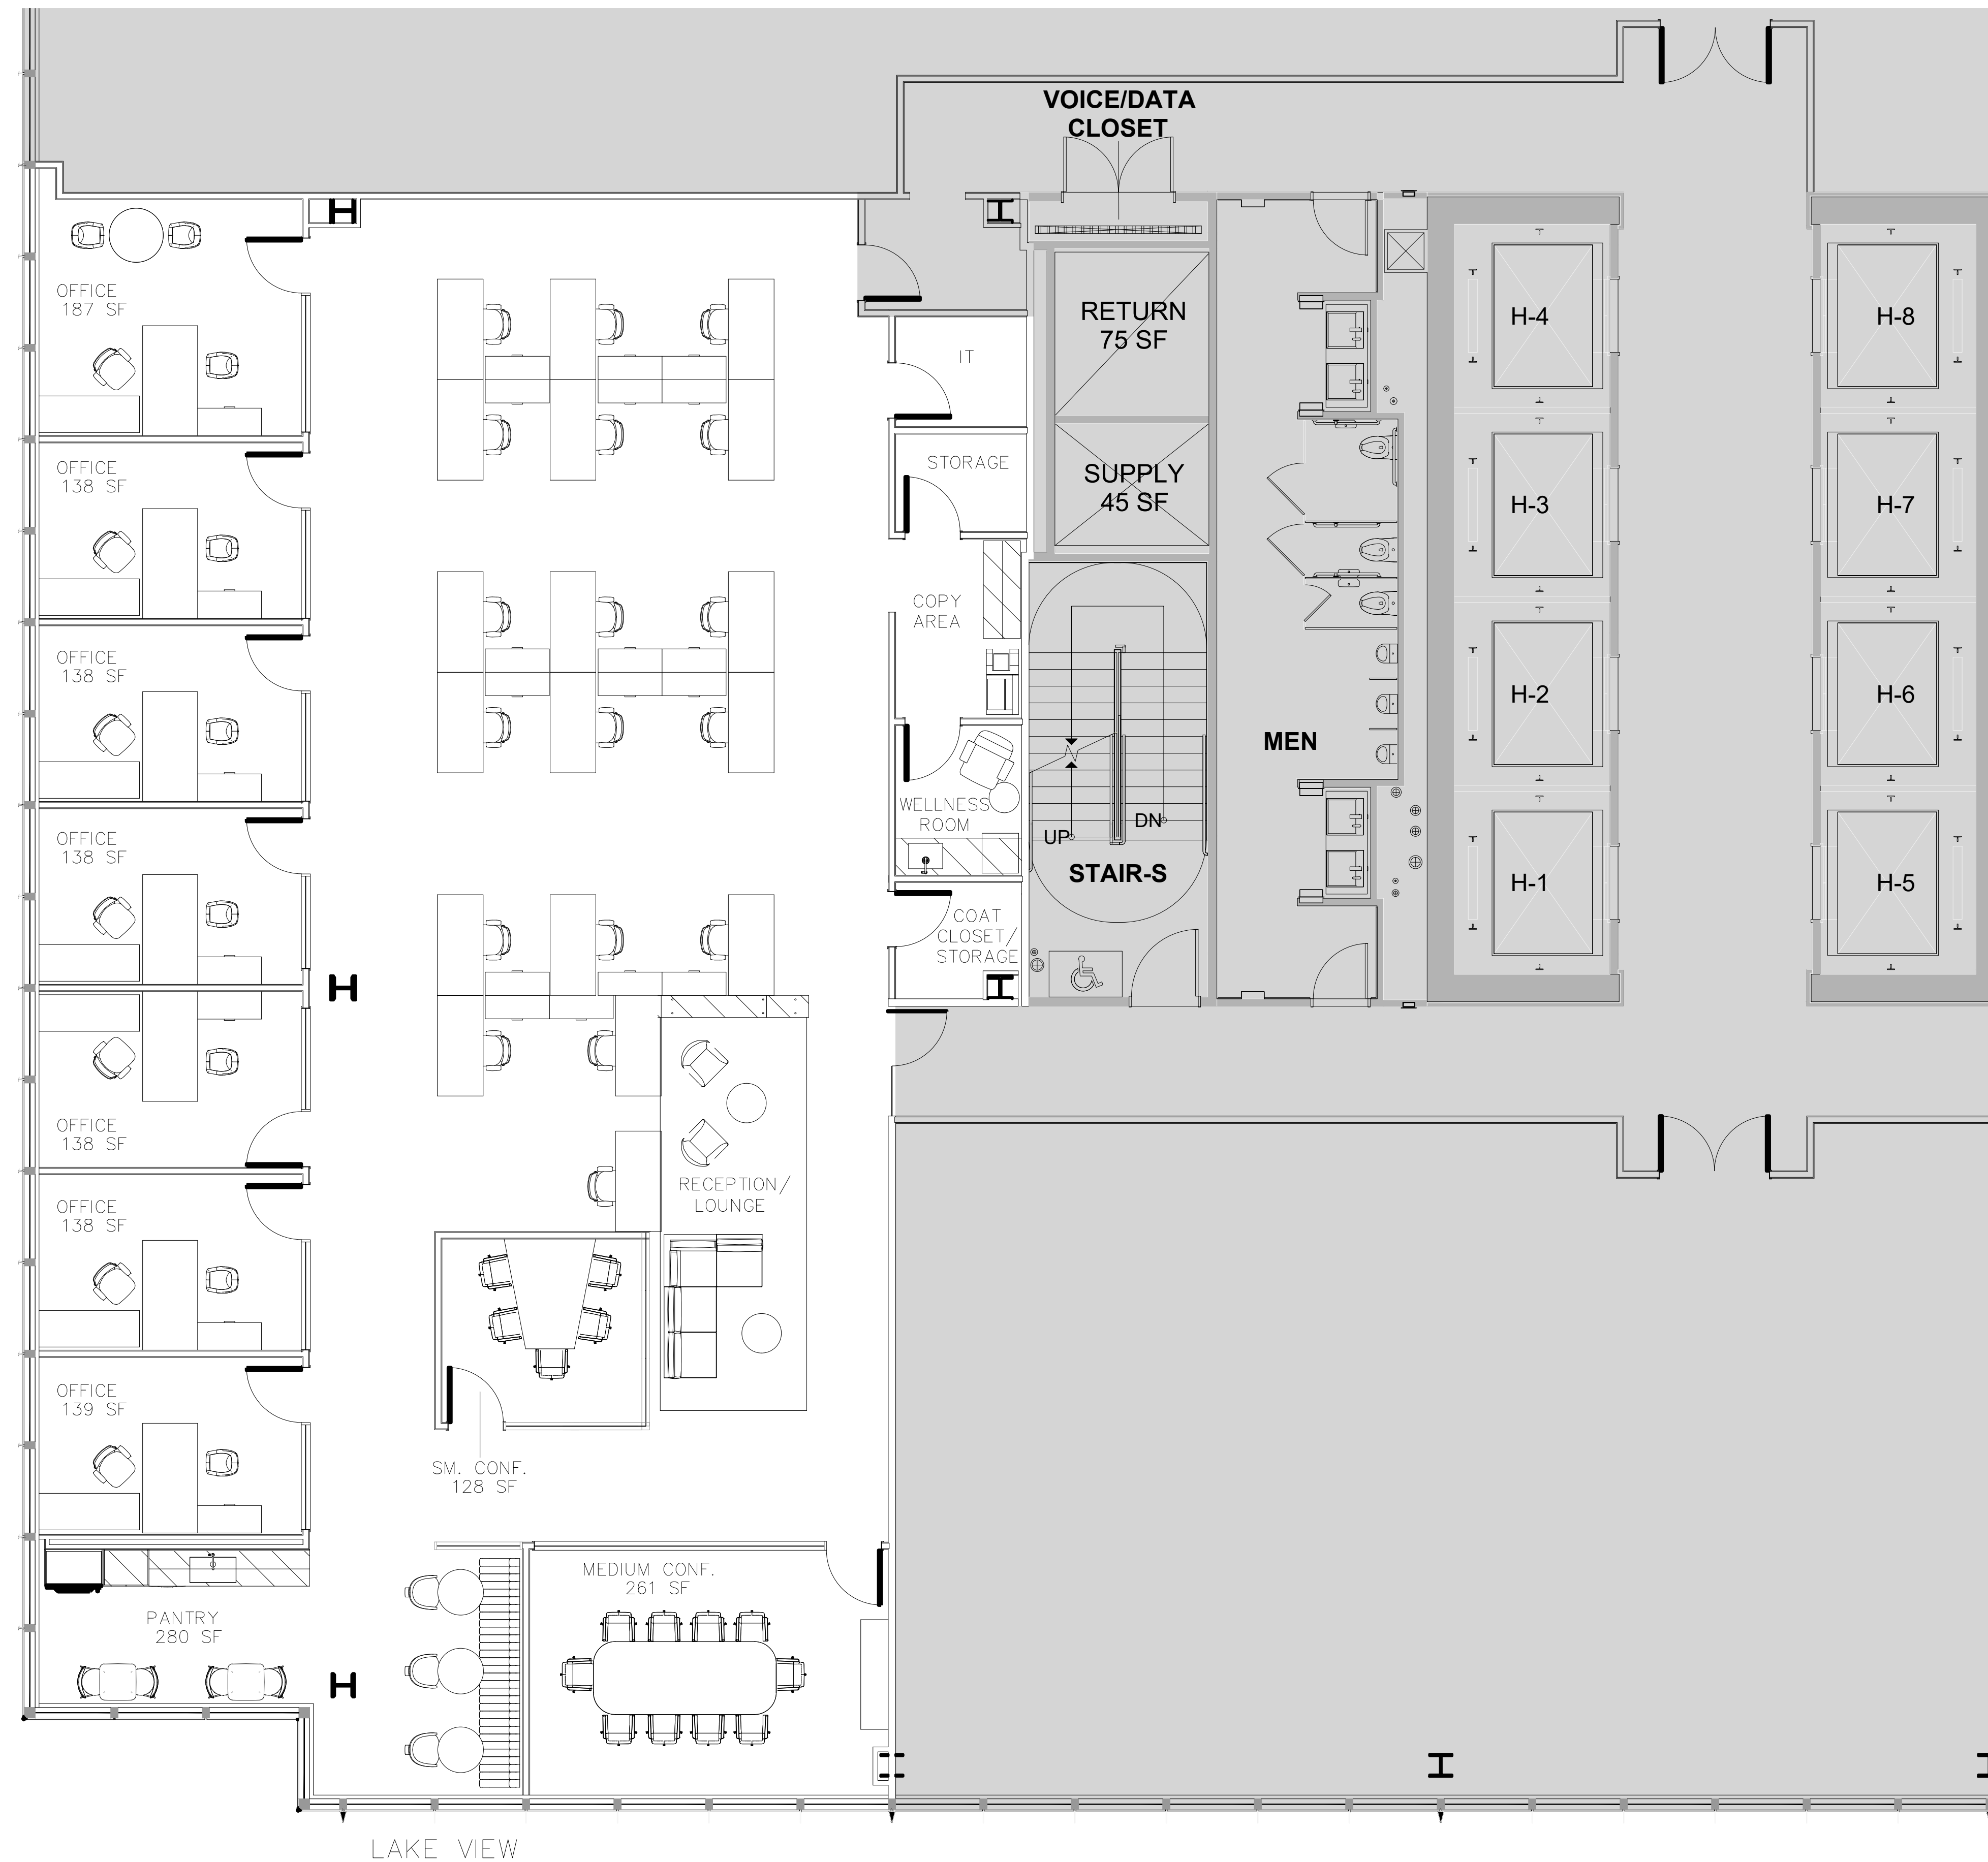 VOICE/DATA
CLOSET
OFFICE
187 SF
RETURN
75 SF
H-4
H-8
IT
OFFICE
138 SF
STORAGE
SUPPLY
45 SF
H-3
H-7
COPY
AREA
OFFICE
138 SF
H-2
H-6
MEN
WELLNESS
ROOM
UP
DN
OFFICE
138 SF
STAIR-S
H-1
H-5
COAT
CLOSET/
STORAGE
OFFICE
138 SF
RECEPTION/
LOUNGE
OFFICE
138 SF
OFFICE
139 SF
SM. CONF.
128 SF
MEDIUM CONF.
261 SF
PANTRY
280 SF
LAKE VIEW